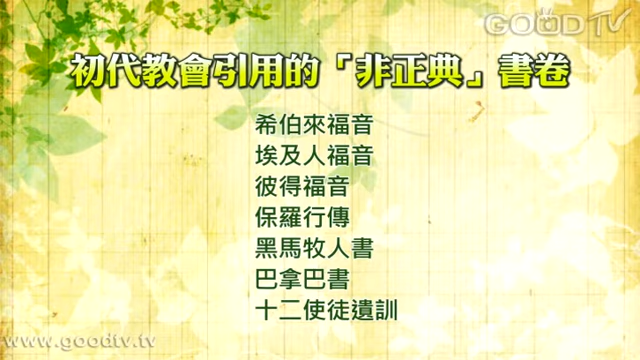 GOODTV
初代教會引用的「非正典」書卷
希伯來福音
埃及人福音
彼得福音
保羅行傳
黑馬牧人書
巴拿巴書
十二使徒遺訓
www.goodtv.tv